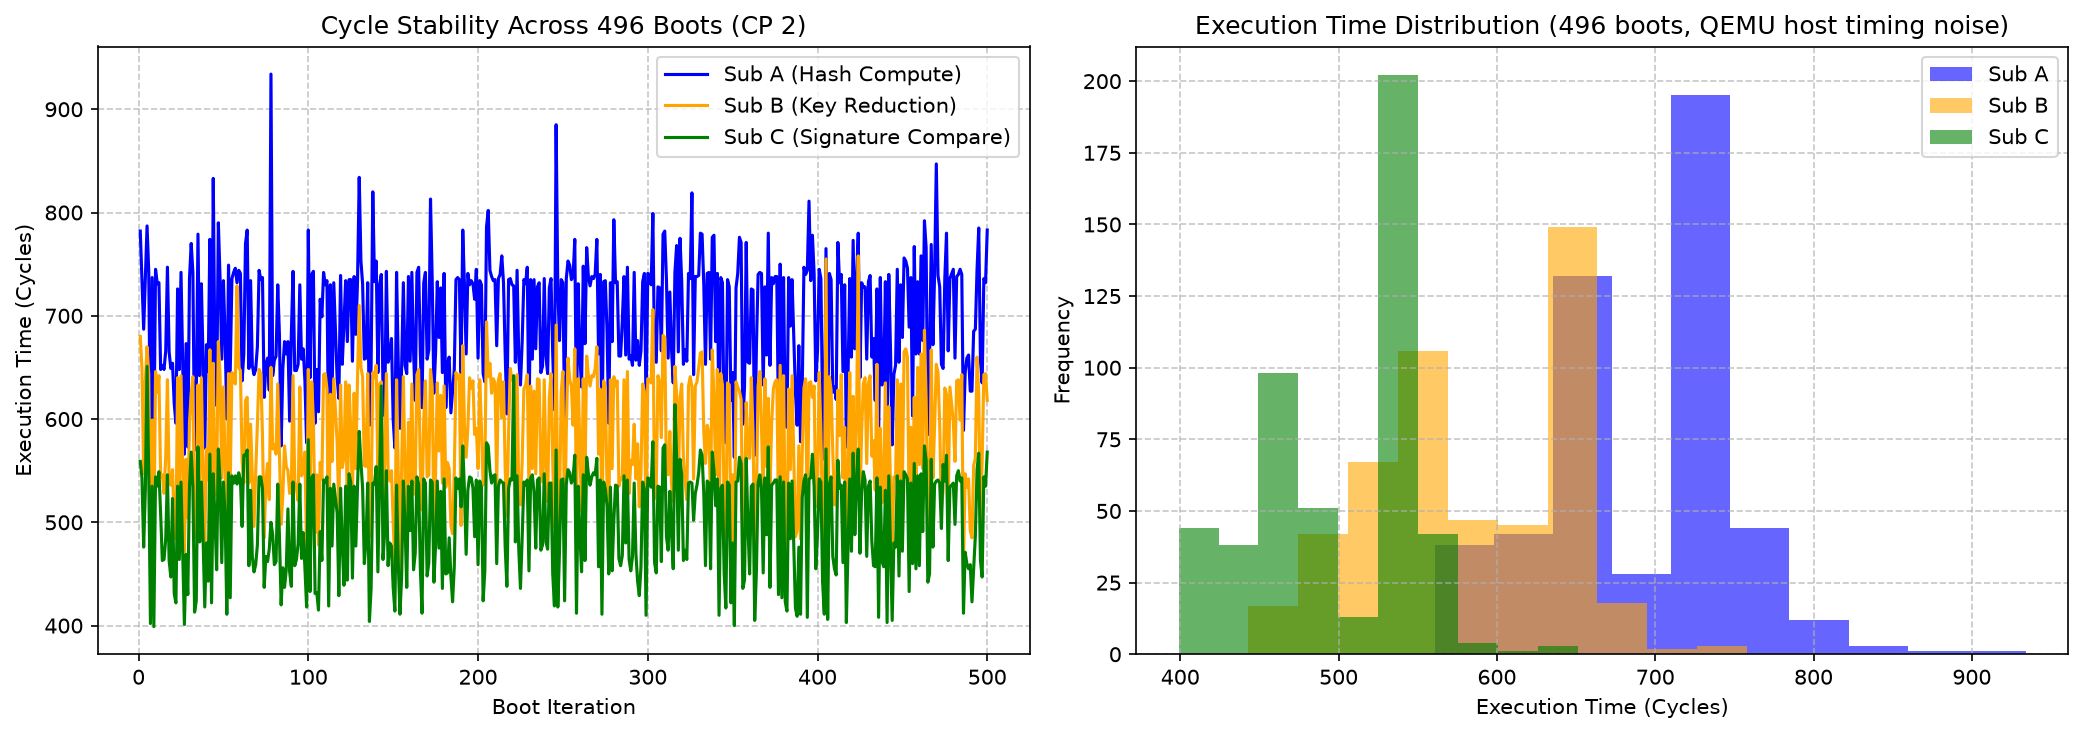 Cycle Stability Across 496 Boots (CP 2)
Execution Time (Cycles)
900
800
700
600
500
400
0 100 200 300 400 500
Boot Iteration
Sub A (Hash Compute)
Sub B (Key Reduction)
Sub C (Signature Compare)
Execution Time Distribution (496 boots, QEMU host timing noise)
Frequency
200
175
150
125
100
75
50
25
0
400 500 600 700 800 900
Execution Time (Cycles)
Sub A
Sub B
Sub C